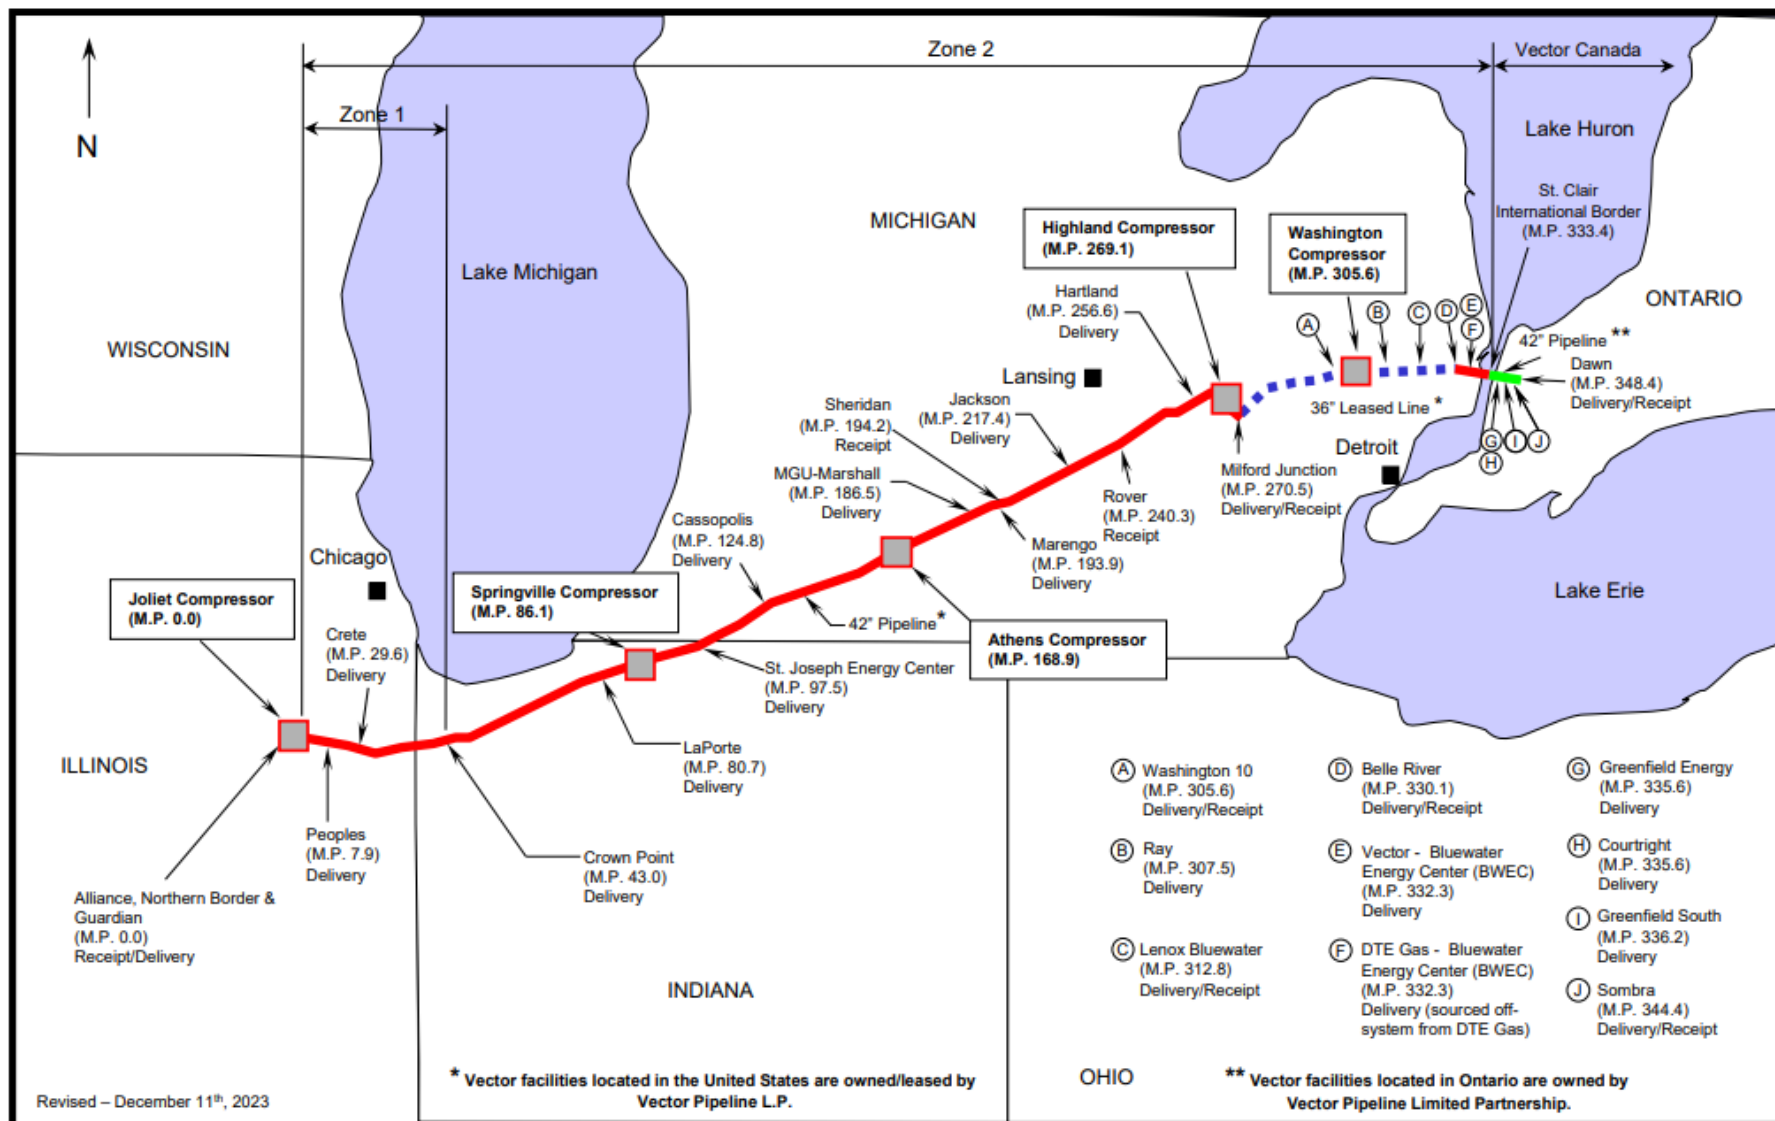 Zone 2
Vector Canada
Zone 1
N
Lake Huron
St. Clair
International Border
(M.P. 333.4)
MICHIGAN
Highland Compressor
(M.P. 269.1)
Washington
Compressor
(M.P. 305.6)
Lake Michigan
ONTARIO
Hartland
(M.P. 256.6)
Delivery
A
B
C
D
E
F
WISCONSIN
42” Pipeline **
Dawn
(M.P. 348.4)
Delivery/Receipt
Lansing
36” Leased Line *
Sheridan
(M.P. 194.2)
Receipt
Jackson
(M.P. 217.4)
Delivery
G
H
I
J
Detroit
MGU-Marshall
(M.P. 186.5)
Delivery
Milford Junction
(M.P. 270.5)
Delivery/Receipt
Rover
(M.P. 240.3)
Receipt
Cassopolis
(M.P. 124.8)
Delivery
Marengo
(M.P. 193.9)
Delivery
Chicago
Lake Erie
Joliet Compressor
(M.P. 0.0)
Springville Compressor
(M.P. 86.1)
42” Pipeline*
Athens Compressor
(M.P. 168.9)
Crete
(M.P. 29.6)
Delivery
St. Joseph Energy Center
(M.P. 97.5)
Delivery
LaPorte
(M.P. 80.7)
Delivery
ILLINOIS
Peoples
(M.P. 7.9)
Delivery
Crown Point
(M.P. 43.0)
Delivery
Alliance, Northern Border &
Guardian
(M.P. 0.0)
Receipt/Delivery
INDIANA
A Washington 10
(M.P. 305.6)
Delivery/Receipt
B Ray
(M.P. 307.5)
Delivery
C Lenox Bluewater
(M.P. 312.8)
Delivery/Receipt
D Belle River
(M.P. 330.1)
Delivery/Receipt
E Vector - Bluewater
Energy Center (BWEC)
(M.P. 332.3)
Delivery
F DTE Gas - Bluewater
Energy Center (BWEC)
(M.P. 332.3)
Delivery (sourced off-
system from DTE Gas)
G Greenfield Energy
(M.P. 335.6)
Delivery
H Courtright
(M.P. 335.6)
Delivery
I Greenfield South
(M.P. 336.2)
Delivery
J Sombra
(M.P. 344.4)
Delivery/Receipt
OHIO
* Vector facilities located in the United States are owned/leased by
Vector Pipeline L.P.
** Vector facilities located in Ontario are owned by
Vector Pipeline Limited Partnership.
Revised – December 11th, 2023